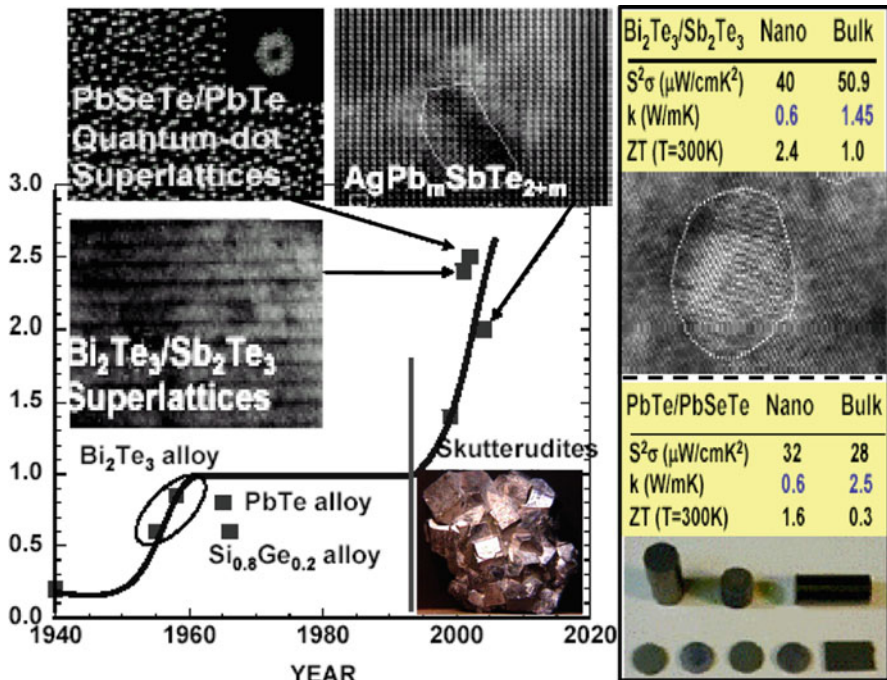 PbSeTe/PbTe
Quantum-dot
Superlattices
AgPbₘSbTe₂₊ₘ
3.0
2.5
2.0
1.5
1.0
0.5
0.0
Bi₂Te₃/Sb₂Te₃
Superlattices
Bi₂Te₃ alloy
PbTe alloy
Si₀.₈Ge₀.₂ alloy
Skutterudites
1940 1960 1980 2000 2020
YEAR
Bi₂Te₃/Sb₂Te₃ Nano Bulk
S²σ (μW/cmK²) 40 50.9
k (W/mK) 0.6 1.45
ZT (T=300K) 2.4 1.0
PbTe/PbSeTe Nano Bulk
S²σ (μW/cmK²) 32 28
k (W/mK) 0.6 2.5
ZT (T=300K) 1.6 0.3